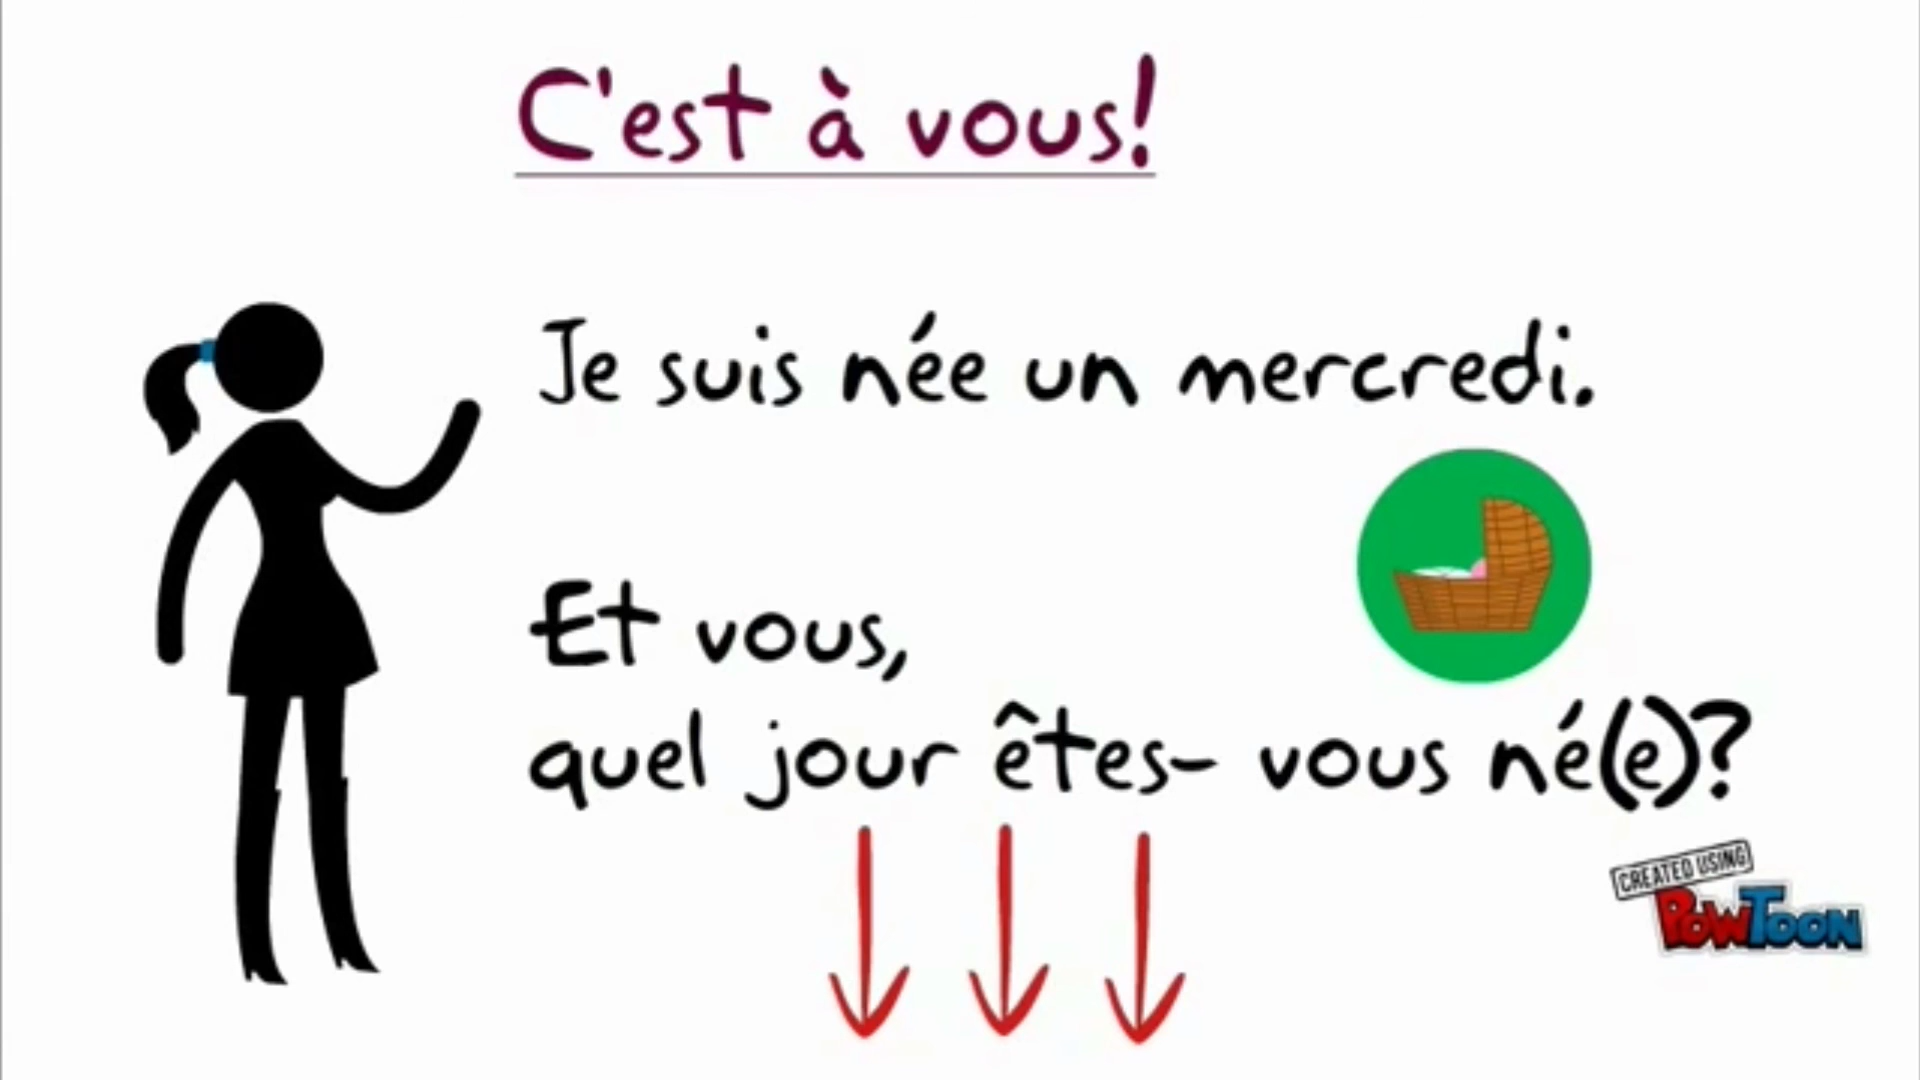 C'est à vous!
Je suis née un mercredi.
Et vous,
quel jour êtes- vous né(e)?
CREATED USING
POWTOON